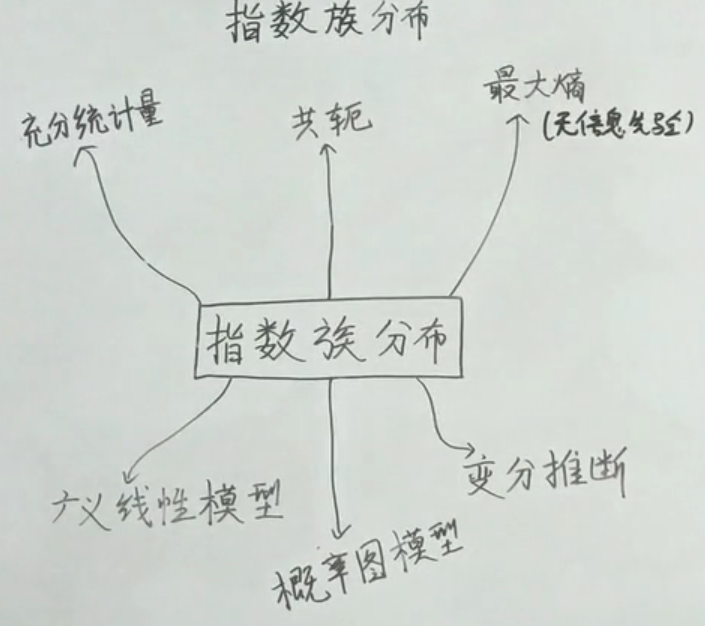 指数族分布
充分统计量
共轭
最大熵
(无信息先验)
指数族分布
广义线性模型
概率图模型
变分推断